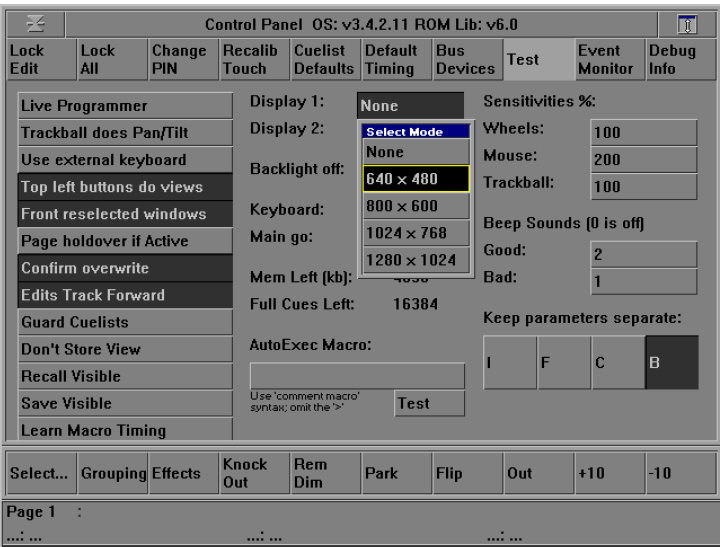 Control Panel OS: v3.4.2.11 ROM Lib: v6.0
Lock Edit
Lock All
Change PIN
Recalib Touch
Cuelist Defaults
Default Timing
Bus Devices
Test
Event Monitor
Debug Info
Live Programmer
Trackball does Pan/Tilt
Use external keyboard
Top left buttons do views
Front reselected windows
Page holdover if Active
Confirm overwrite
Edits Track Forward
Guard Cuelists
Don't Store View
Recall Visible
Save Visible
Learn Macro Timing
Display 1: None
Display 2:
Select Mode
None
640 × 480
800 × 600
1024 × 768
1280 × 1024
Backlight off:
Keyboard:
Main go:
Mem Left (kb):
Full Cues Left: 16384
AutoExec Macro:
Use 'comment macro'
syntax; omit the '>'
Test
Sensitivities %:
Wheels: 100
Mouse: 200
Trackball: 100
Beep Sounds (0 is off)
Good: 2
Bad: 1
Keep parameters separate:
I F C B
Select...
Grouping
Effects
Knock Out
Rem Dim
Park
Flip
Out
+10
-10
Page 1 :
...: ... ...: ... ...: ...